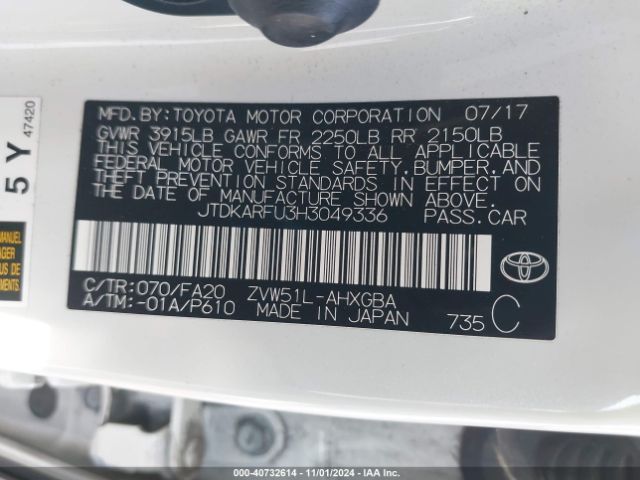 MFD.BY:TOYOTA MOTOR CORPORATION 07/17
GVWR 3915LB GAWR FR 2250LB RR 2150LB
THIS VEHICLE CONFORMS TO ALL APPLICABLE
FEDERAL MOTOR VEHICLE SAFETY,BUMPER,AND
THEFT PREVENTION STANDARDS IN EFFECT ON
THE DATE OF MANUFACTURE SHOWN ABOVE.
JTDKARFU3H3049336 PASS.CAR
C/TR:070/FA20 ZVW51L-AHXGBA
A/TM:-01A/P610 MADE IN JAPAN 735 C
TOYOTA
5Y 47420
MANUAL
000-40732614 - 11/01/2024 - IAA Inc.